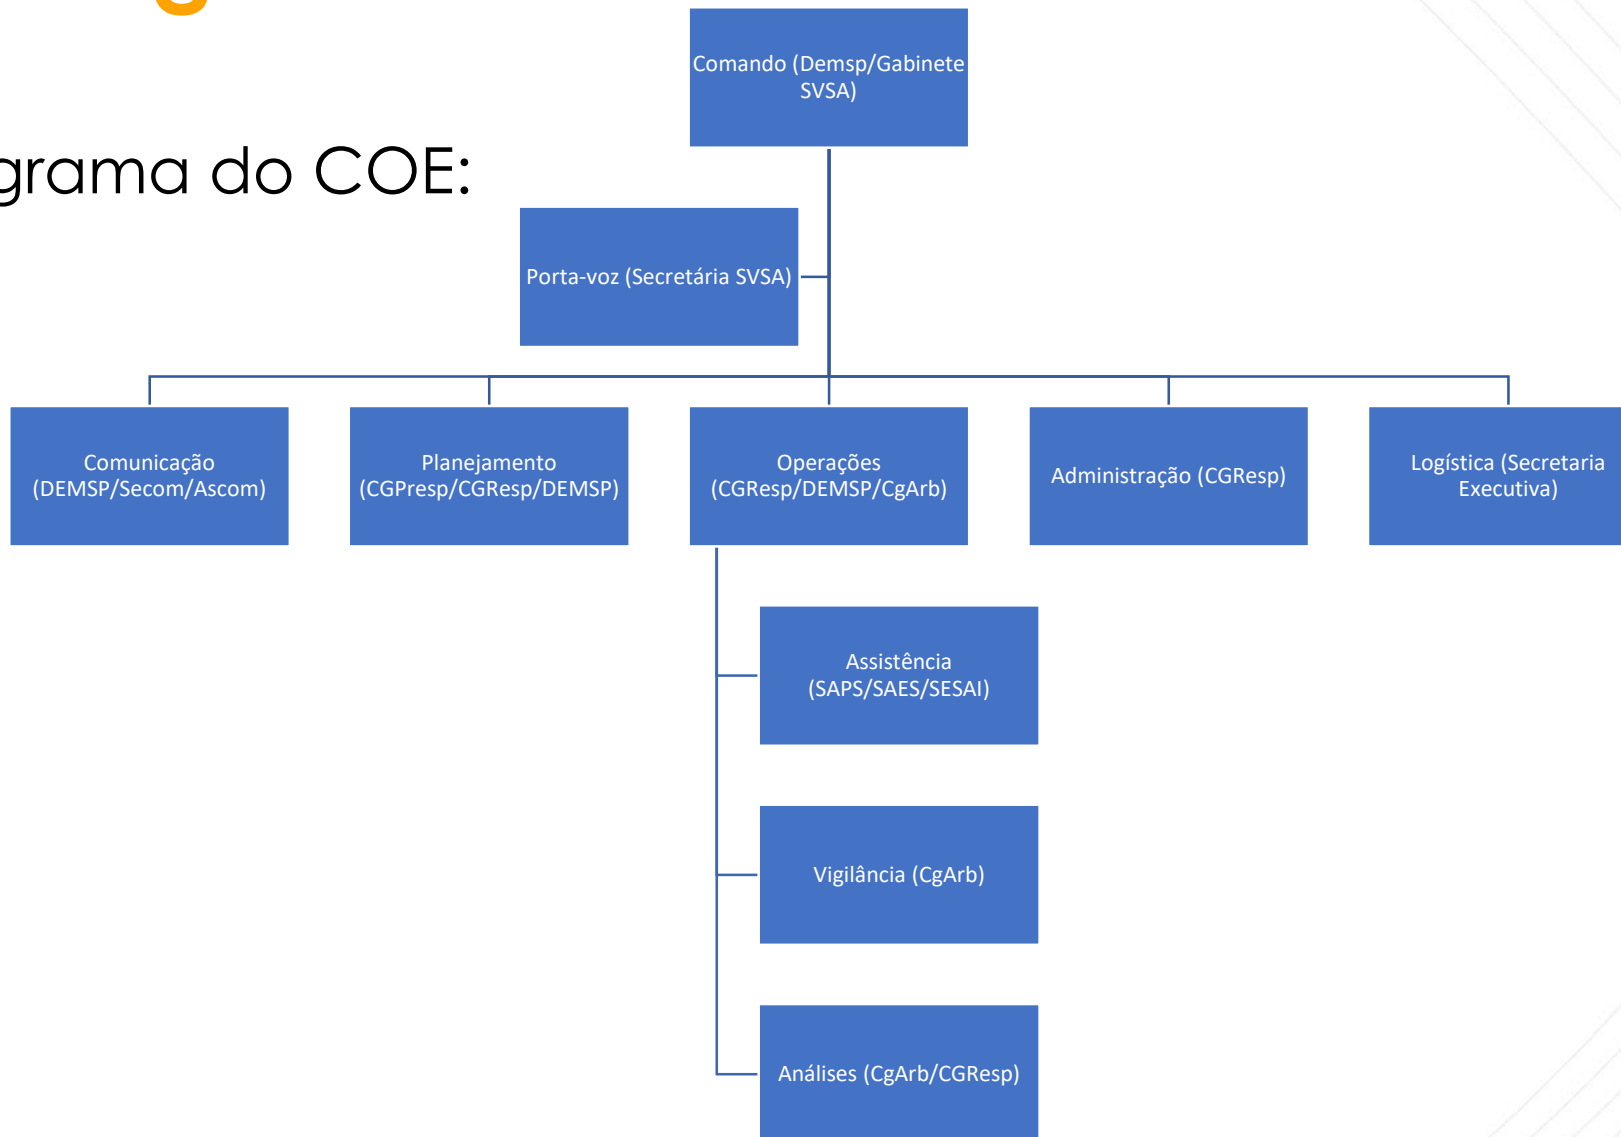 Comando (Demsp/Gabinete
SVSA)
grama do COE:
Porta-voz (Secretária SVSA)
Comunicação
(DEMSP/Secom/Ascom)
Planejamento
(CGPresp/CGResp/DEMSP)
Operações
(CGResp/DEMSP/CgArb)
Administração (CGResp)
Logística (Secretaria
Executiva)
Assistência
(SAPS/SAES/SESAI)
Vigilância (CgArb)
Análises (CgArb/CGResp)